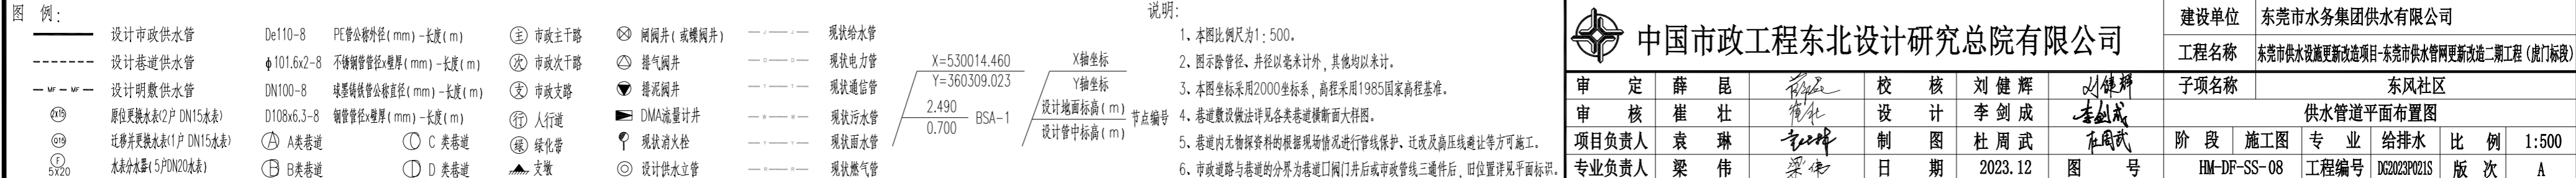 图 例:
设计市政供水管 De110-8 PE管公称外径(mm)-长度(m) 主 市政主干路 闸阀井(或蝶阀井) 现状给水管
设计巷道供水管 ϕ101.6x2-8 不锈钢管管径x壁厚(mm)-长度(m) 次 市政次干路 排气阀井 现状电力管
MF MF 设计明敷供水管 DN100-8 球墨铸铁管公称直径(mm)-长度(m) 支 市政支路 排泥阀井 现状通信管
2x15 原位更换水表(2户 DN15水表) D108x6.3-8 钢管管径x壁厚(mm)-长度(m) 行 人行道 DMA流量计井 现状污水管
Q15 迁移并更换水表(1户 DN15水表) A A类巷道 C C 类巷道 绿 绿化带 现状消火栓 现状雨水管
F 5X20 水表分水器(5户DN20水表) B B类巷道 D D 类巷道 支墩 设计供水立管 现状燃气管
X=530014.460 X轴坐标
Y=360309.023 Y轴坐标
2.490 BSA-1 设计地面标高(m) 节点编号
0.700 设计管中标高(m)
说明:
1、本图比例尺为1:500。
2、图示除管径、井径以毫米计外,其他均以米计。
3、本图坐标采用2000坐标系,高程采用1985国家高程基准。
4、巷道敷设做法详见各类巷道横断面大样图。
5、巷道内无物探资料的根据现场情况进行管线保护、迁改及高压线避让等方可施工。
6、市政道路与巷道的分界为巷道口阀门井后或市政管线三通件后,旧位置详见平面标识。
中国市政工程东北设计研究总院有限公司
建设单位 东莞市水务集团供水有限公司
工程名称 东莞市供水设施更新改造项目-东莞市供水管网更新改造二期工程(虎门标段)
审 定 薛 昆 校 核 刘健辉 刘健辉 子项名称 东风社区
审 核 崔 壮 崔壮 设 计 李剑成 李剑成 供水管道平面布置图
项目负责人 袁 琳 制 图 杜周武 杜周武 阶 段 施工图 专 业 给排水 比 例 1:500
专业负责人 梁 伟 梁伟 日 期 2023.12 图 号 HM-DF-SS-08 工程编号 DG2023P021S 版 次 A